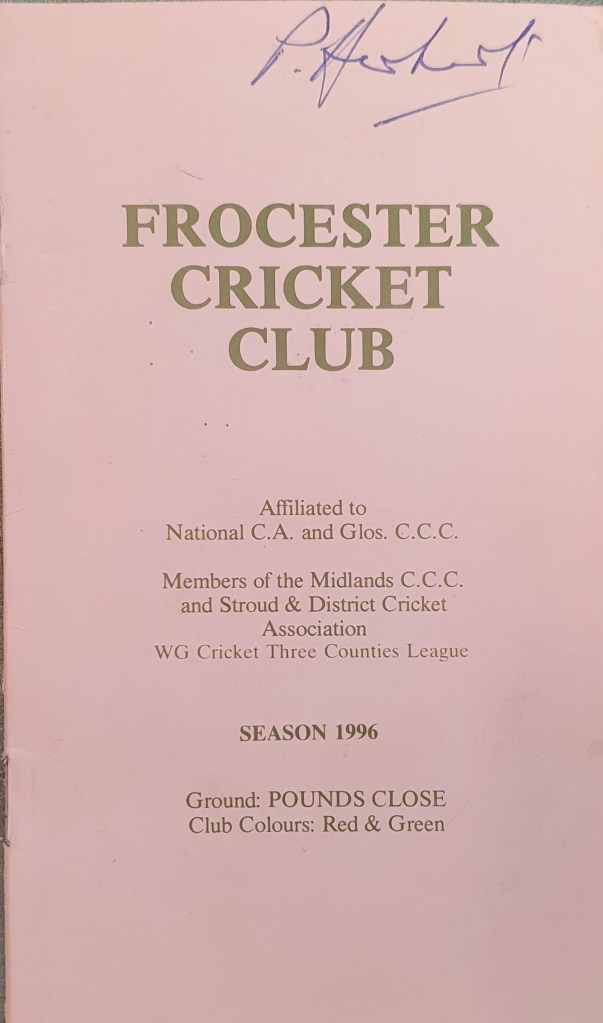 P. Herbert
FROCESTER
CRICKET
CLUB
Affiliated to
National C.A. and Glos. C.C.C.
Members of the Midlands C.C.C.
and Stroud & District Cricket
Association
WG Cricket Three Counties League
SEASON 1996
Ground: POUNDS CLOSE
Club Colours: Red & Green